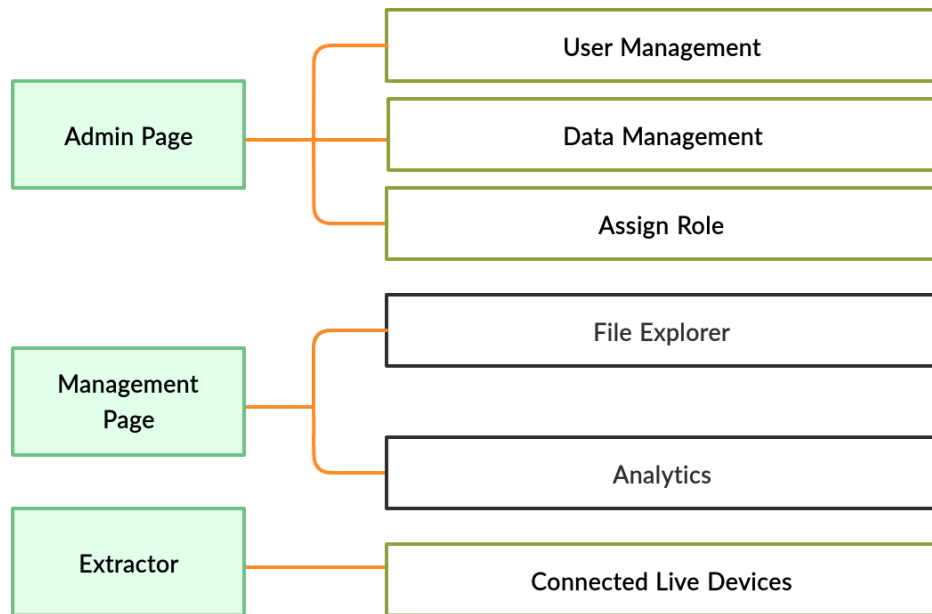 Admin Page
User Management
Data Management
Assign Role
Management
Page
File Explorer
Analytics
Extractor
Connected Live Devices